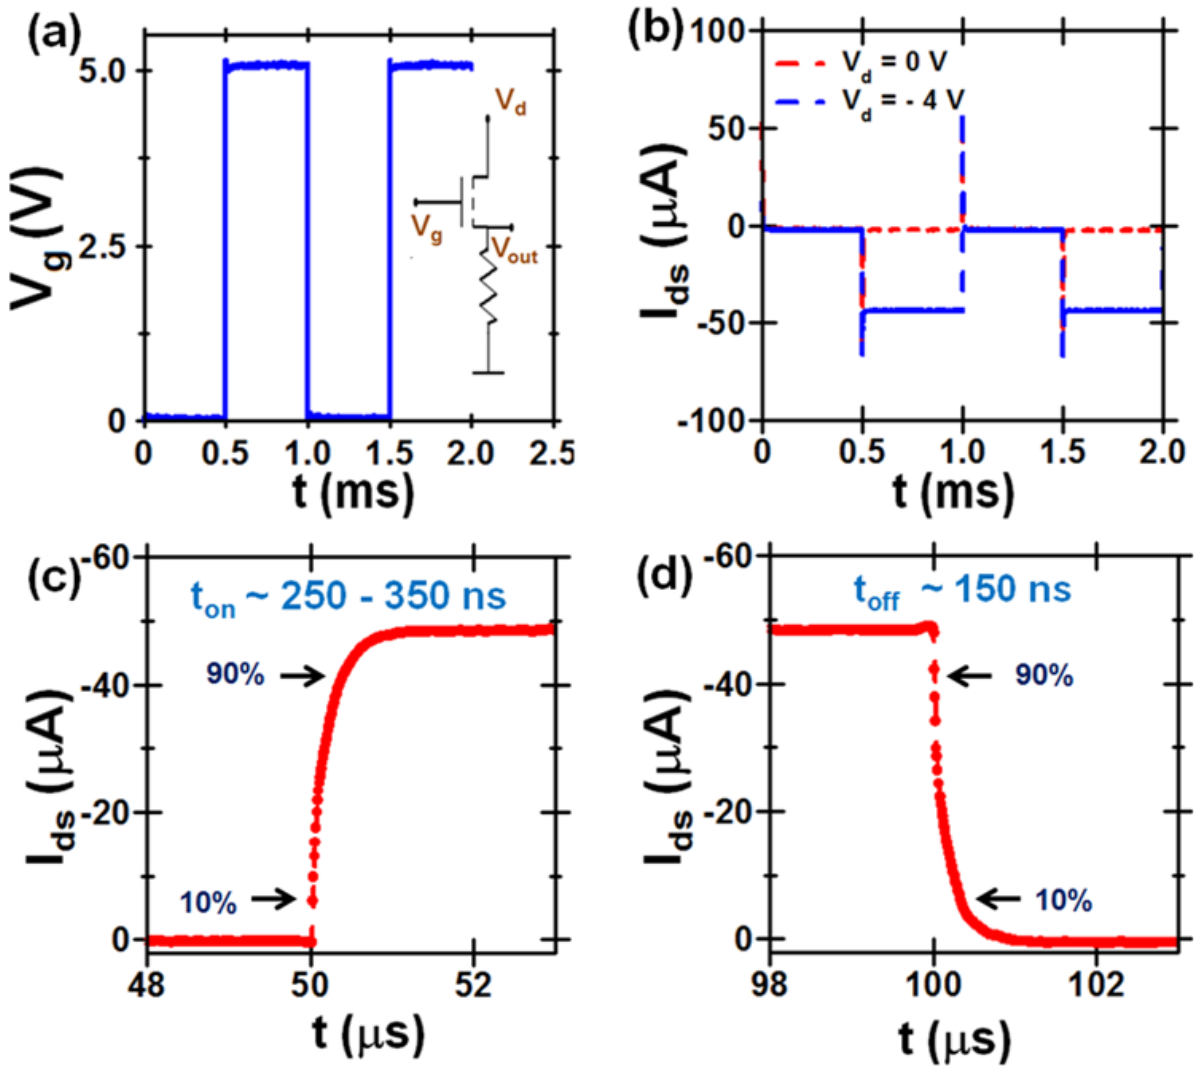 (a)
V_g (V)
5.0
2.5
0
0 0.5 1.0 1.5 2.0 2.5
t (ms)
V_d
V_g
V_out
(b)
I_ds (μA)
100
50
0
-50
-100
0 0.5 1.0 1.5 2.0
t (ms)
V_d = 0 V
V_d = - 4 V
(c)
I_ds (μA)
-60
-40
-20
0
48 50 52
t (μs)
t_on ~ 250 - 350 ns
90%
10%
(d)
I_ds (μA)
-60
-40
-20
0
98 100 102
t (μs)
t_off ~ 150 ns
90%
10%